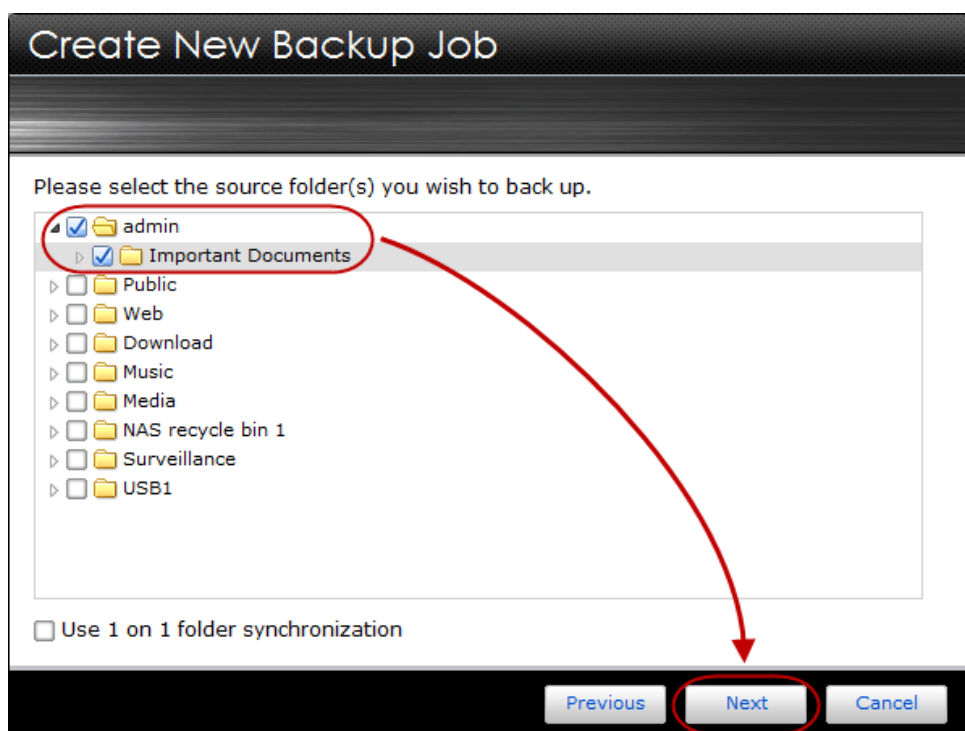 Create New Backup Job
Please select the source folder(s) you wish to back up.
admin
Important Documents
Public
Web
Download
Music
Media
NAS recycle bin 1
Surveillance
USB1
Use 1 on 1 folder synchronization
Previous Next Cancel